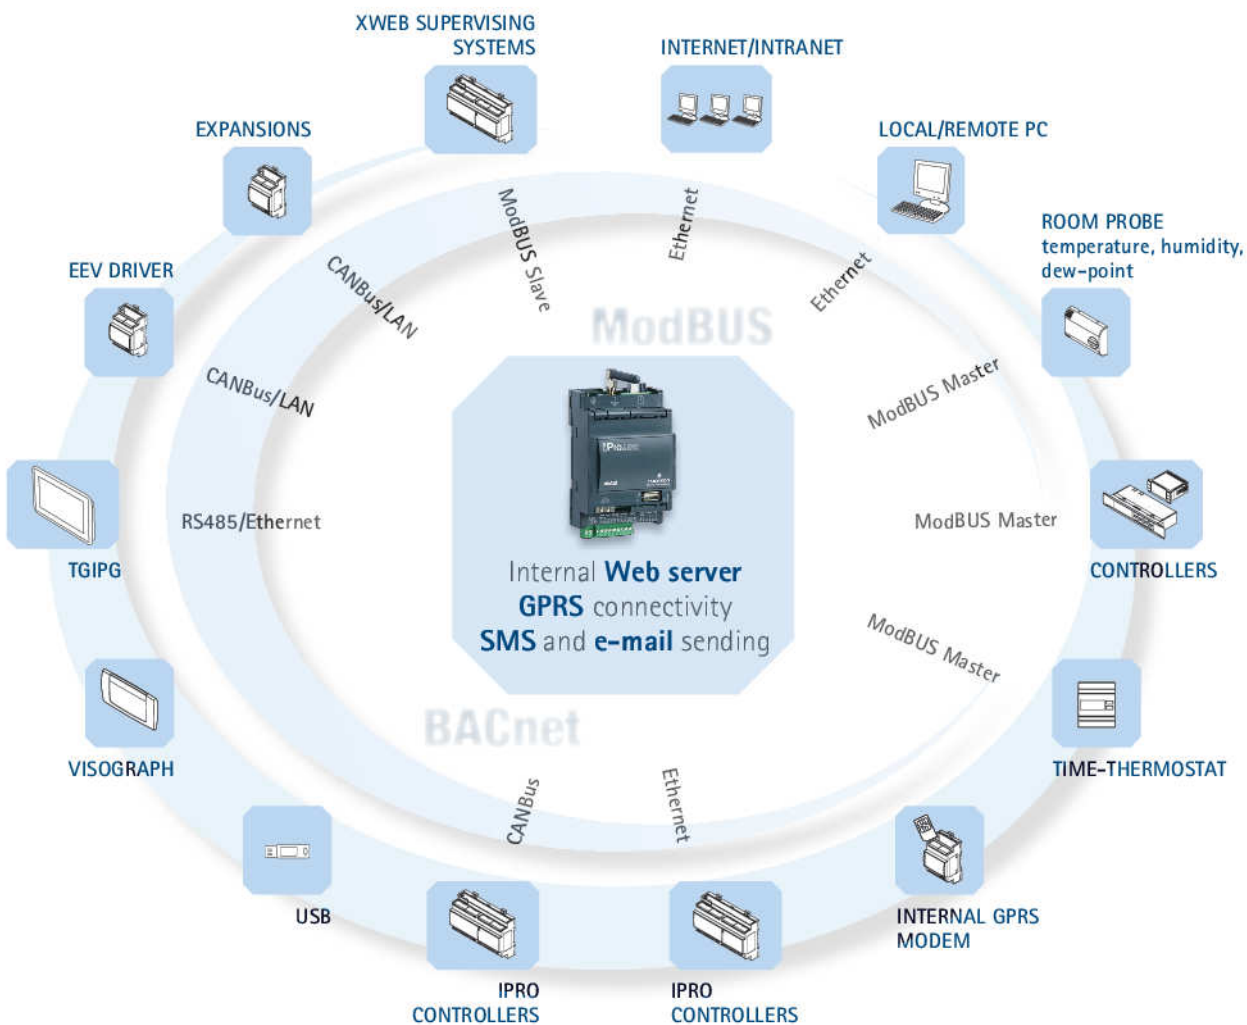 XWEB SUPERVISING
SYSTEMS
INTERNET/INTRANET
EXPANSIONS
LOCAL/REMOTE PC
ROOM PROBE
temperature, humidity,
dew-point
EEV DRIVER
ModBUS Slave
Ethernet
CANBus/LAN
Ethernet
ModBUS
CANBus/LAN
ModBUS Master
RS485/Ethernet
ModBUS Master
TGIPG
CONTROLLERS
Internal Web server
GPRS connectivity
SMS and e-mail sending
ModBUS Master
BACnet
VISOGRAPH
TIME-THERMOSTAT
CANBus
Ethernet
USB
INTERNAL GPRS
MODEM
IPRO
CONTROLLERS
IPRO
CONTROLLERS